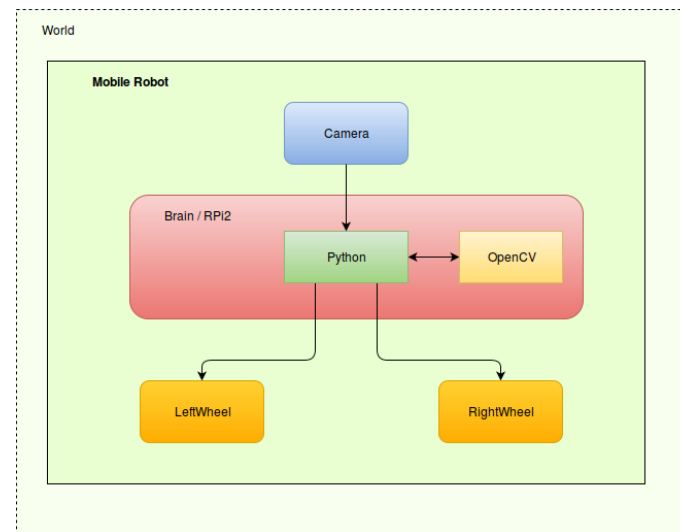 World
Mobile Robot
Camera
Brain / RPi2
Python
OpenCV
LeftWheel
RightWheel